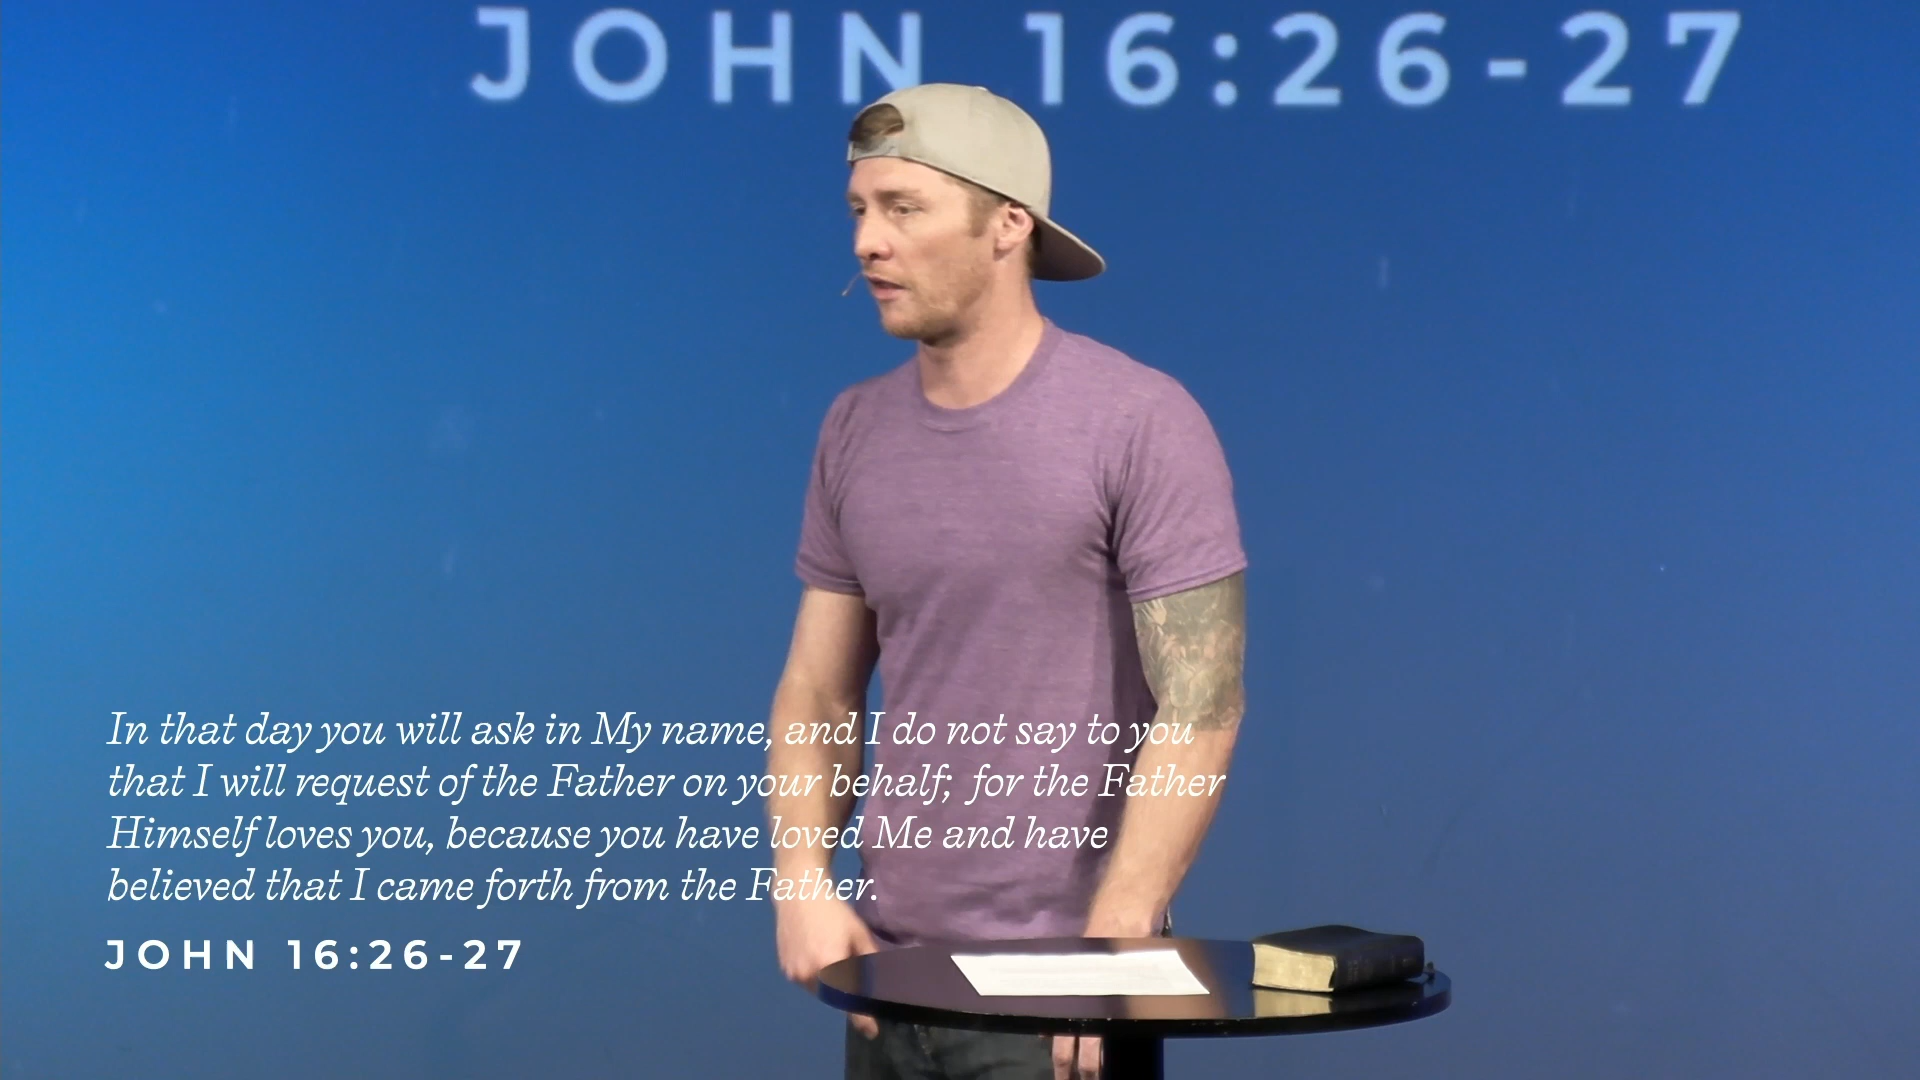 JOHN 16:26-27
In that day you will ask in My name, and I do not say to you
that I will request of the Father on your behalf;  for the Father
Himself loves you, because you have loved Me and have
believed that I came forth from the Father.
JOHN 16:26-27